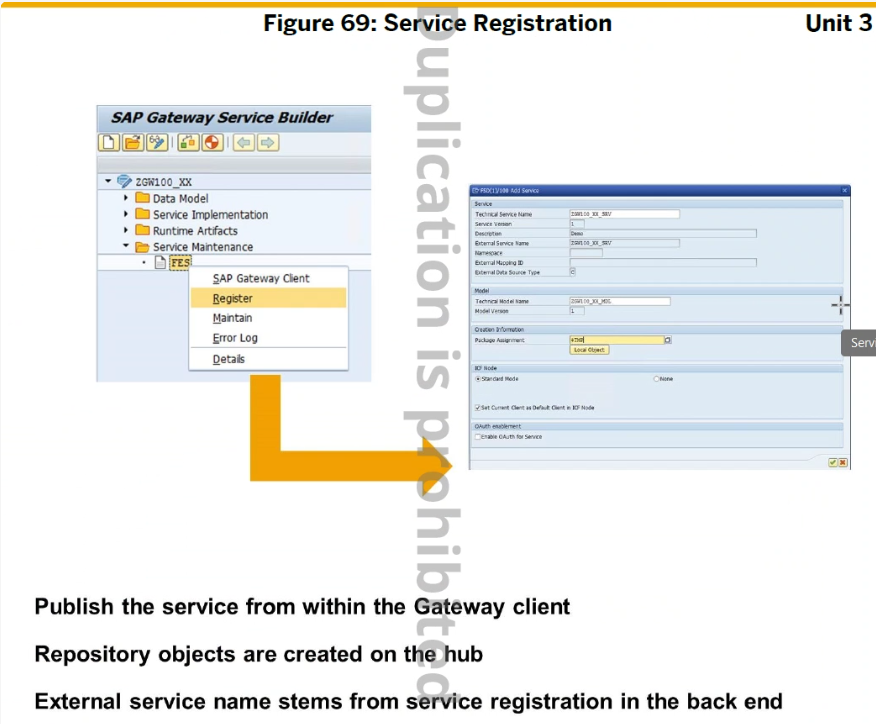 Figure 69: Service Registration
Unit 3
Duplication is prohibited
SAP Gateway Service Builder
ZGW100_XX
Data Model
Service Implementation
Runtime Artifacts
Service Maintenance
FES
SAP Gateway Client
Register
Maintain
Error Log
Details
Add Service
Service
Technical Service Name
ZGW100_XX_SRV
Service Version
1
Description
Demo
External Service Name
ZGW100_XX_SRV
Namespace
External Mapping ID
External Data Source Type
C
Model
Technical Model Name
ZGW100_XX_MDL
Model Version
1
Creation Information
Package Assignment
Local Object
ICF Node
Standard Mode
None
Set Current Client as Default Client in ICF Node
OAuth enablement
Enable OAuth for Service
Servi
Publish the service from within the Gateway client
Repository objects are created on the hub
External service name stems from service registration in the back end